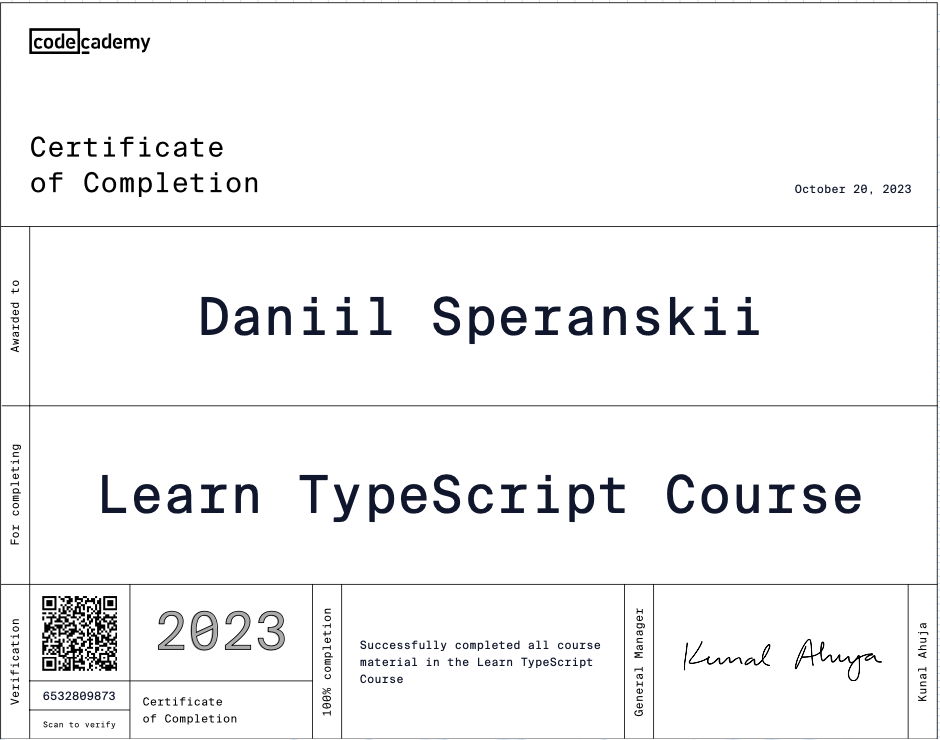 codecademy
Certificate
of Completion
October 20, 2023
Awarded to
Daniil Speranskii
For completing
Learn TypeScript Course
Verification
6532809873
Scan to verify
2023
Certificate
of Completion
100% completion
Successfully completed all course
material in the Learn TypeScript
Course
General Manager
Kunal Ahuja
Kunal Ahuja